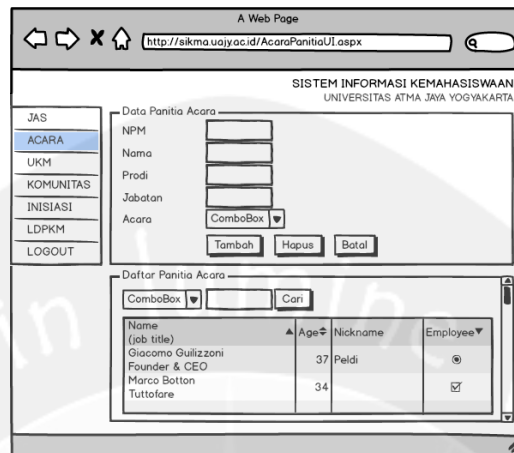 A Web Page
http://sikma.uajy.ac.id/AcaraPanitiaUI.aspx
SISTEM INFORMASI KEMAHASISWAAN
UNIVERSITAS ATMA JAYA YOGYAKARTA
JAS
ACARA
UKM
KOMUNITAS
INISIASI
LDPKM
LOGOUT
Data Panitia Acara
NPM
Nama
Prodi
Jabatan
Acara ComboBox
Tambah Hapus Batal
Daftar Panitia Acara
ComboBox Cari
Name
(job title) Age Nickname Employee
Giacomo Guilizzoni
Founder & CEO 37 Peldi
Marco Botton
Tuttofare 34
in lumine